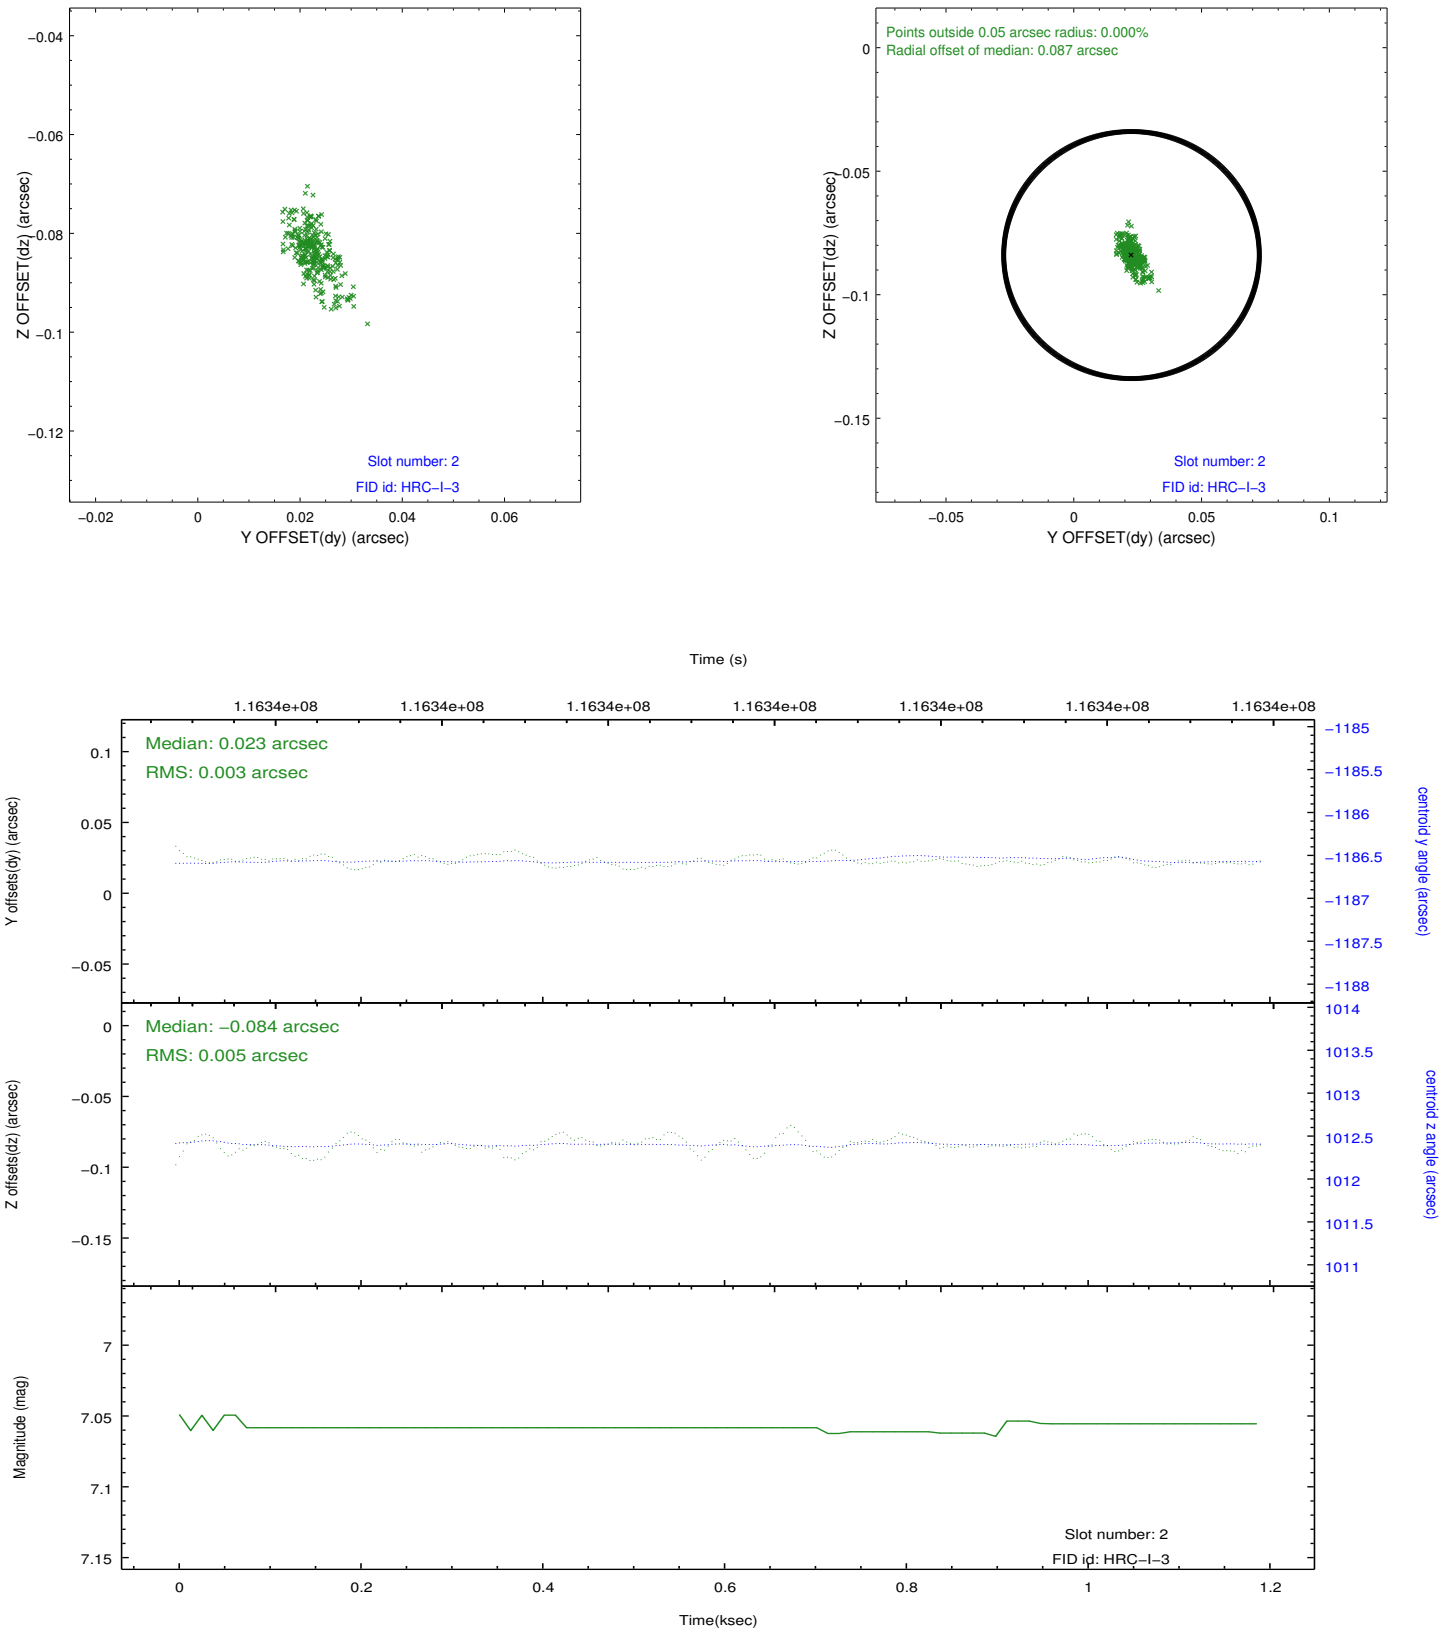 −0.04
−0.06
−0.08
−0.1
−0.12
Z OFFSET(dz) (arcsec)
Slot number: 2
FID id: HRC−I−3
−0.02 0 0.02 0.04 0.06
Y OFFSET(dy) (arcsec)
Points outside 0.05 arcsec radius: 0.000%
Radial offset of median: 0.087 arcsec
0
−0.05
−0.1
−0.15
Z OFFSET(dz) (arcsec)
Slot number: 2
FID id: HRC−I−3
−0.05 0 0.05 0.1
Y OFFSET(dy) (arcsec)
Time (s)
1.1634e+08 1.1634e+08 1.1634e+08 1.1634e+08 1.1634e+08 1.1634e+08 1.1634e+08
Median: 0.023 arcsec
RMS: 0.003 arcsec
0.1
0.05
0
−0.05
Y offsets(dy) (arcsec)
−1185
−1185.5
−1186
−1186.5
−1187
−1187.5
−1188
centroid y angle (arcsec)
Median: −0.084 arcsec
RMS: 0.005 arcsec
0
−0.05
−0.1
−0.15
Z offsets(dz) (arcsec)
1014
1013.5
1013
1012.5
1012
1011.5
1011
centroid z angle (arcsec)
7
7.05
7.1
7.15
Magnitude (mag)
Slot number: 2
FID id: HRC−I−3
0 0.2 0.4 0.6 0.8 1 1.2
Time(ksec)